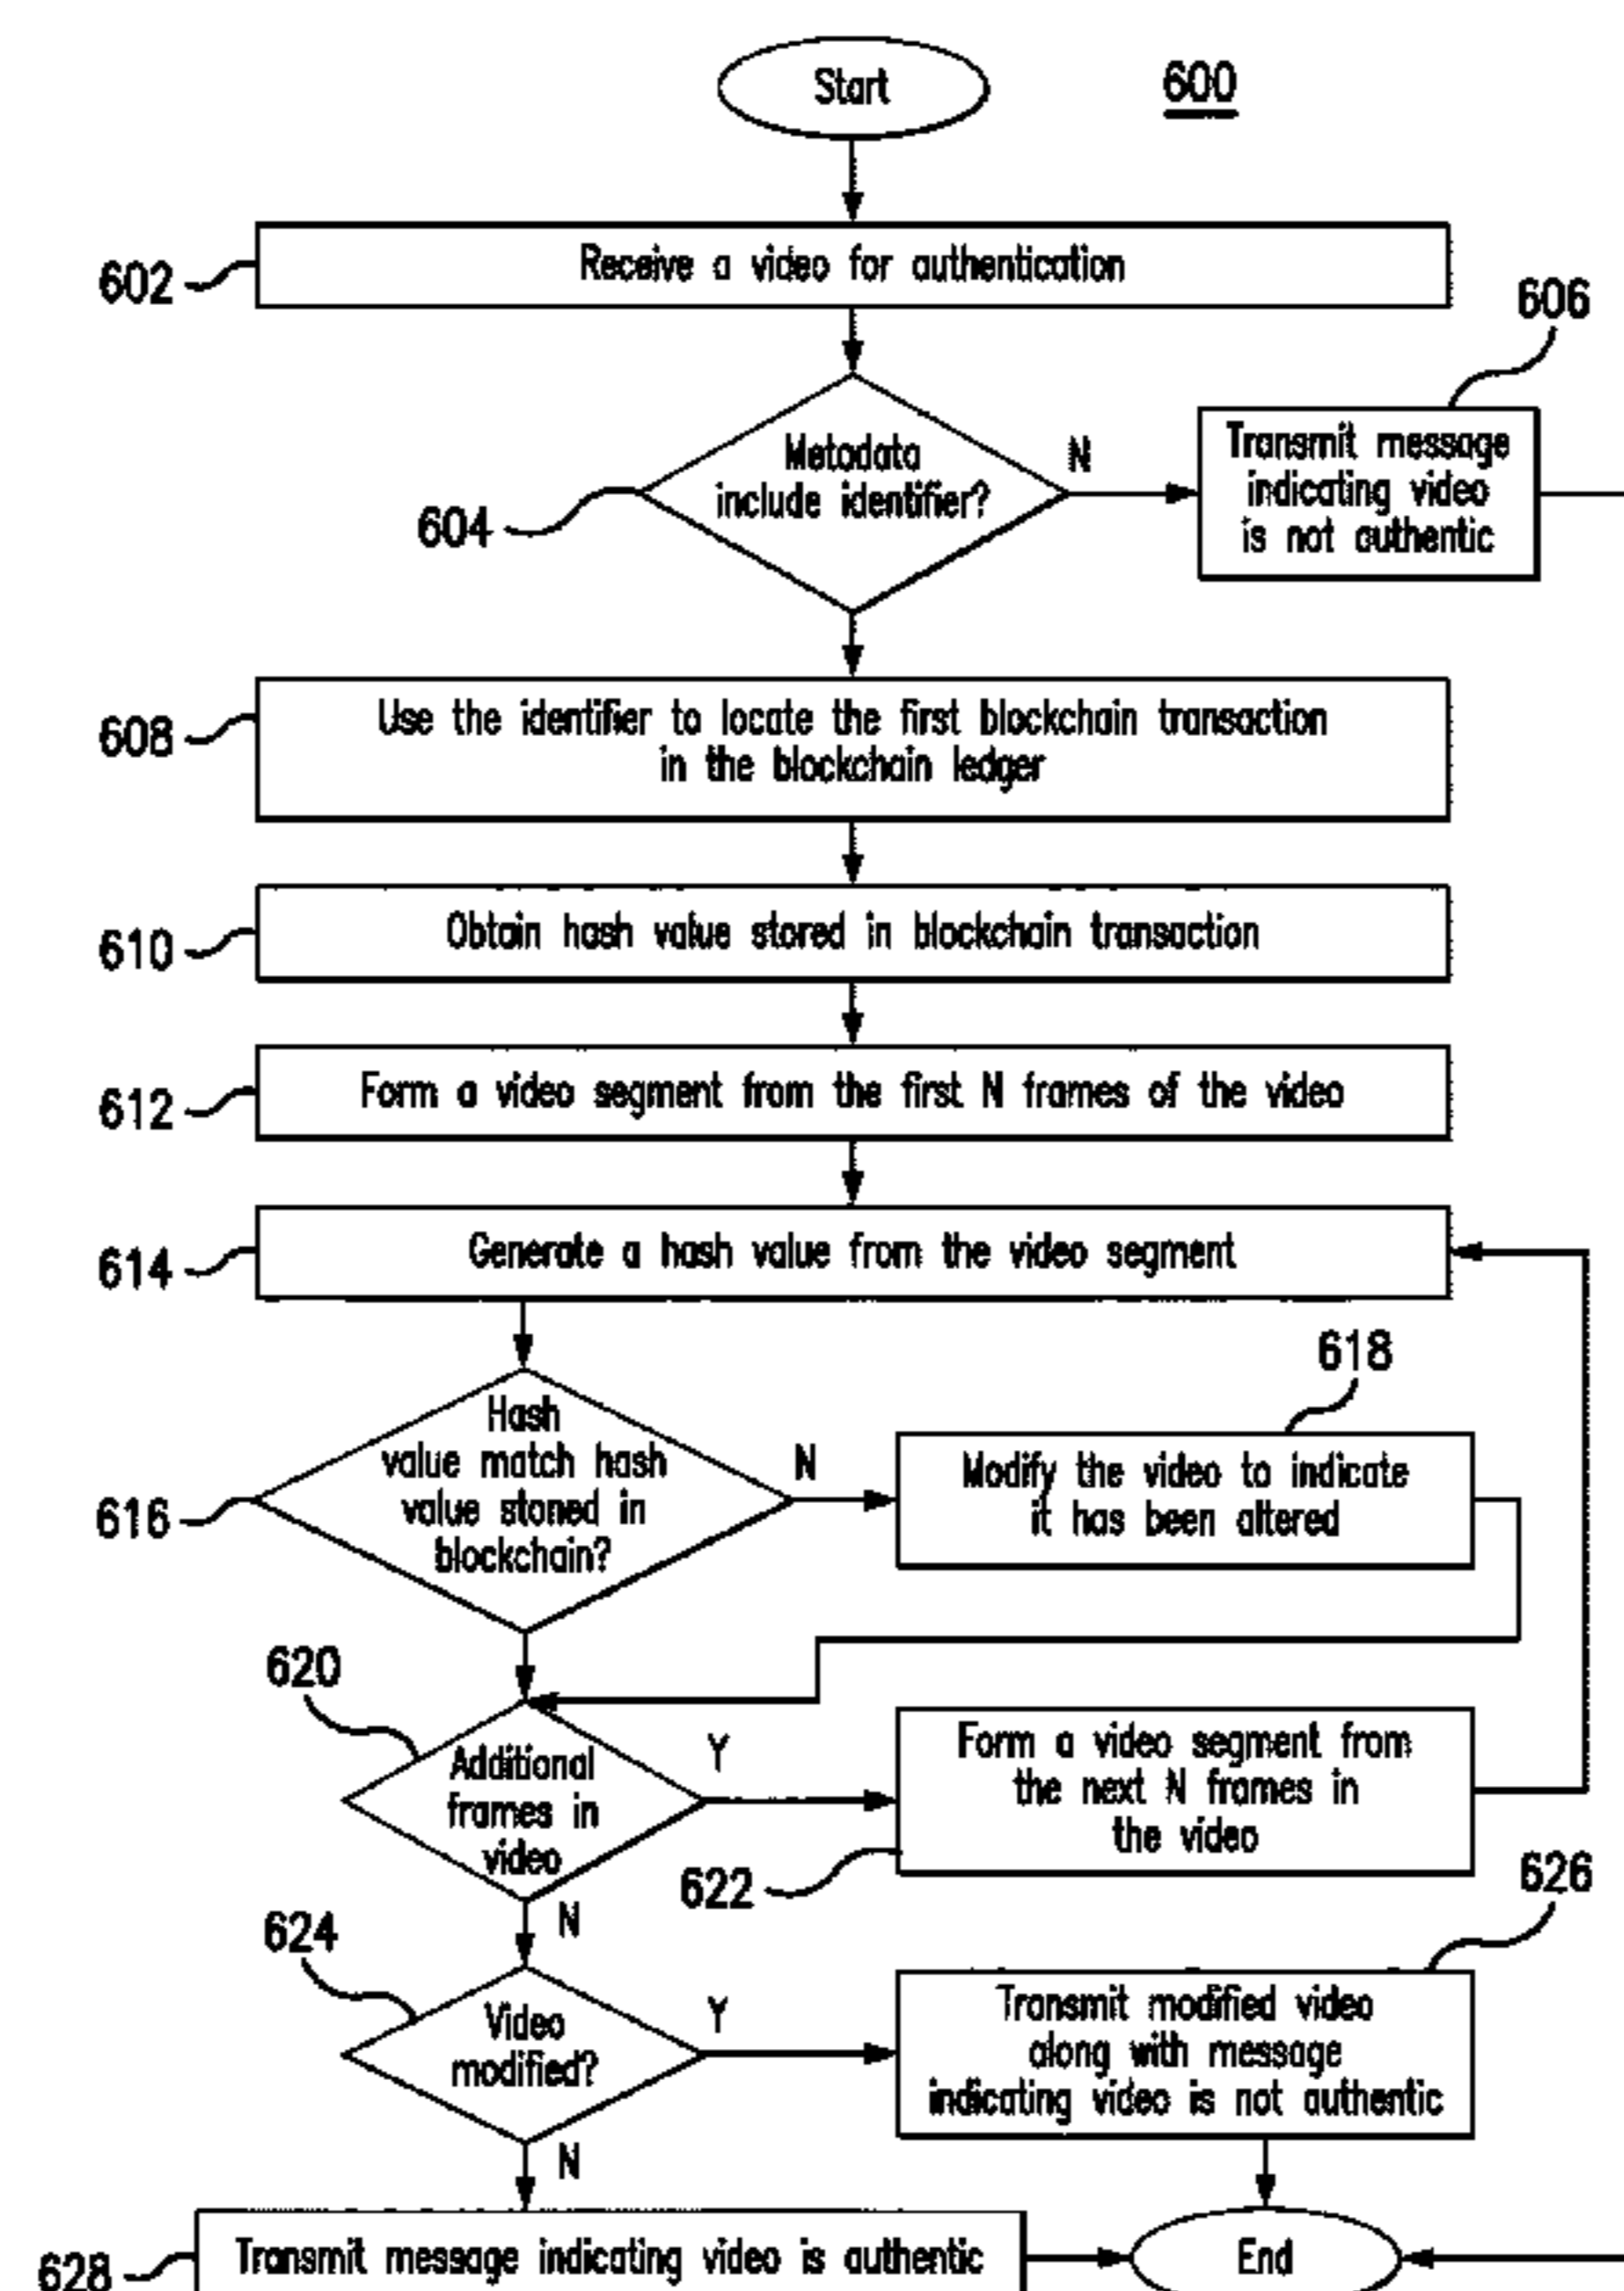 Start
600
602
Receive a video for authentication
606
Metadata
include identifier?
N
Transmit message
indicating video
is not authentic
604
608
Use the identifier to locate the first blockchain transaction
in the blockchain ledger
610
Obtain hash value stored in blockchain transaction
612
Form a video segment from the first N frames of the video
614
Generate a hash value from the video segment
618
Hash
value match hash
value stoned in
blockchain?
N
616
Modify the video to indicate
it has been altered
620
Additional
frames in
video
Y
Form a video segment from
the next N frames in
the video
622
N
624
626
Video
modified?
Y
Transmit modified video
along with message
indicating video is not authentic
N
628
Transmit message indicating video is authentic
End